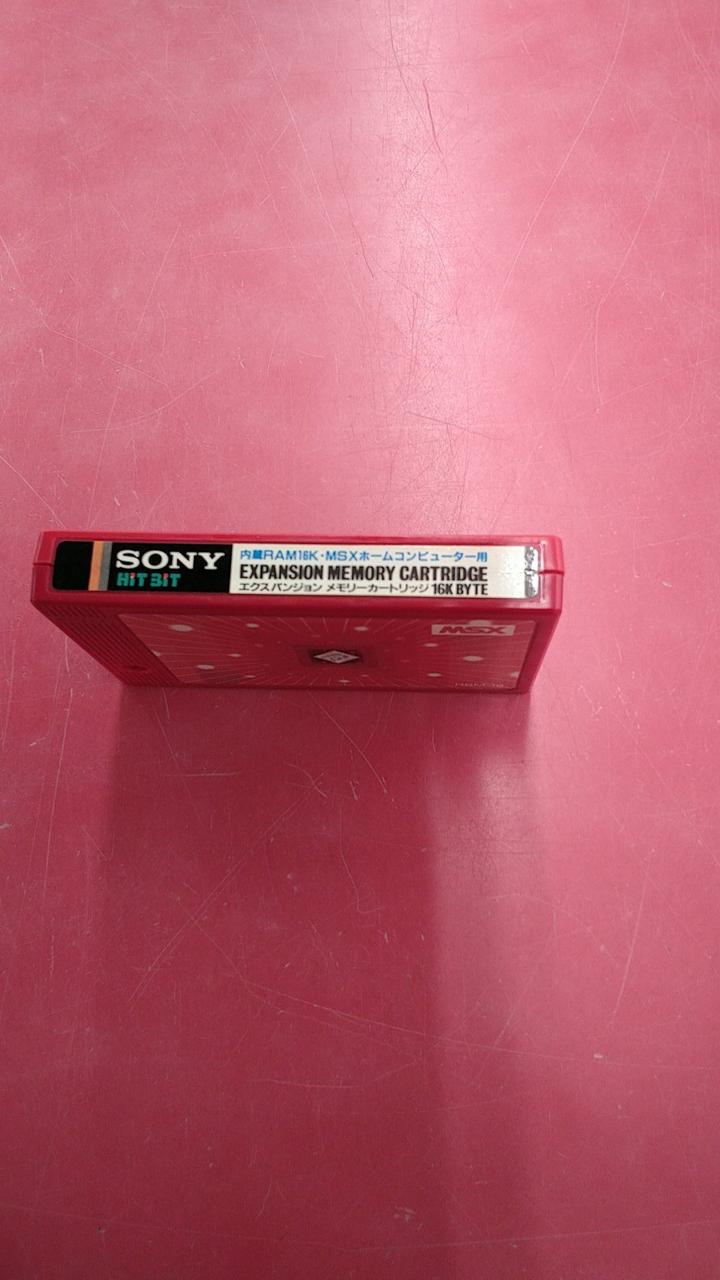 SONY
HiT BiT
内蔵RAM16K・MSXホームコンピューター用
EXPANSION MEMORY CARTRIDGE
エクスパンション メモリーカートリッジ 16K BYTE
MSX